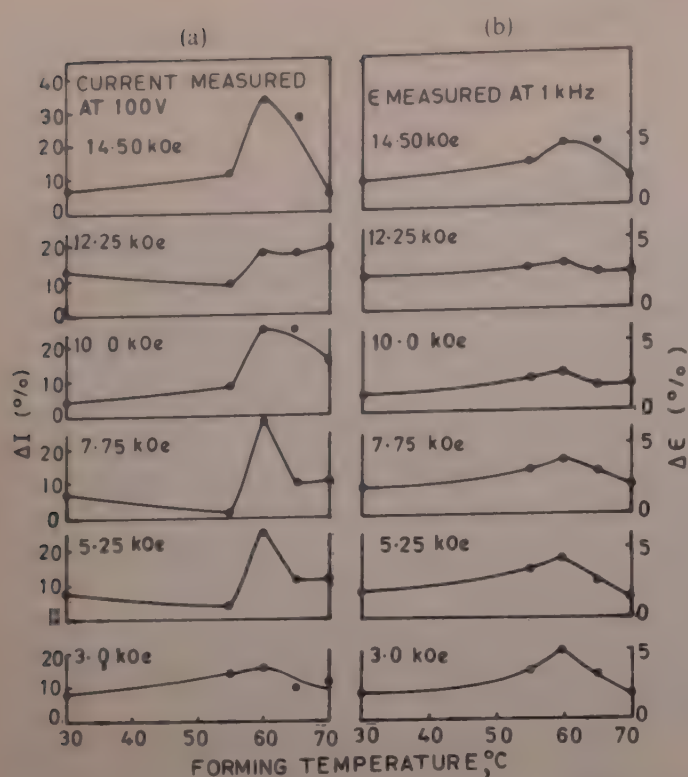 (a)
(b)
CURRENT MEASURED
AT 100V
14·50 kOe
40
30
20
10
0
ϵ MEASURED AT 1 kHz
14·50 kOe
5
0
12·25 kOe
20
10
0
12·25 kOe
5
0
10 0 kOe
20
10
0
10·0 kOe
5
0
7·75 kOe
20
10
0
7·75 kOe
5
0
5·25 kOe
20
10
5·25 kOe
5
0
3·0 kOe
20
10
0
3·0 kOe
5
0
ΔI (%)
Δϵ (%)
30 40 50 60 70
30 40 50 60 70
FORMING TEMPERATURE,°C